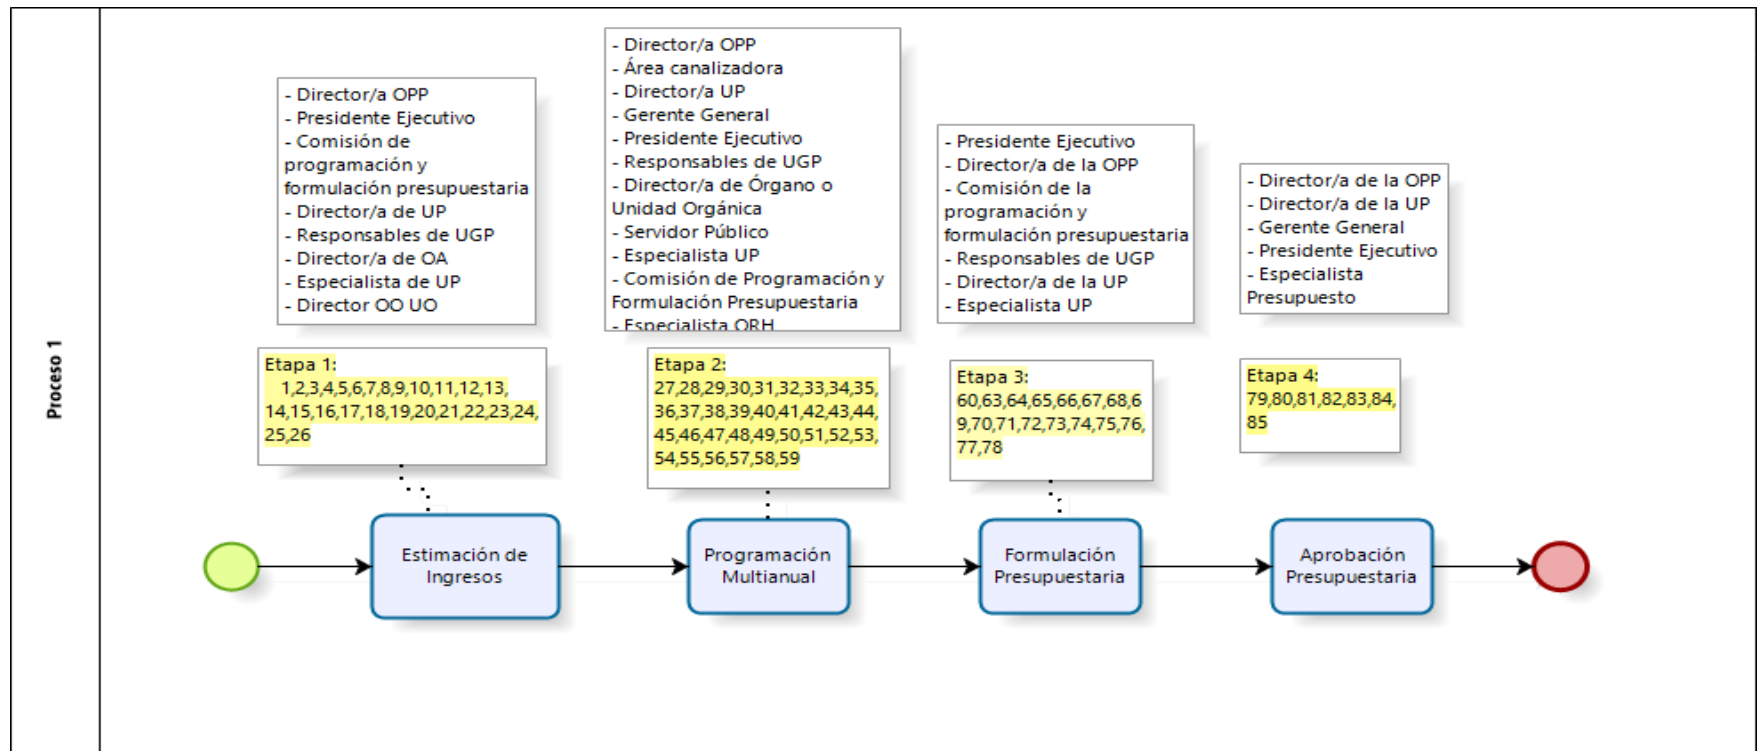 Proceso 1
- Director/a OPP
- Presidente Ejecutivo
- Comisión de
programación y
formulación presupuestaria
- Director/a de UP
- Responsables de UGP
- Director/a de OA
- Especialista de UP
- Director OO UO
- Director/a OPP
- Área canalizadora
- Director/a UP
- Gerente General
- Presidente Ejecutivo
- Responsables de UGP
- Director/a de Órgano o
Unidad Orgánica
- Servidor Público
- Especialista UP
- Comisión de Programación y
Formulación Presupuestaria
- Especialista ORH
- Presidente Ejecutivo
- Director/a de la OPP
- Comisión de la
programación y
formulación presupuestaria
- Responsables de UGP
- Director/a de la UP
- Especialista UP
- Director/a de la OPP
- Director/a de la UP
- Gerente General
- Presidente Ejecutivo
- Especialista
Presupuesto
Etapa 1:
1,2,3,4,5,6,7,8,9,10,11,12,13,
14,15,16,17,18,19,20,21,22,23,24,
25,26
Etapa 2:
27,28,29,30,31,32,33,34,35,
36,37,38,39,40,41,42,43,44,
45,46,47,48,49,50,51,52,53,
54,55,56,57,58,59
Etapa 3:
60,63,64,65,66,67,68,6
9,70,71,72,73,74,75,76,
77,78
Etapa 4:
79,80,81,82,83,84,
85
Estimación de
Ingresos
Programación
Multianual
Formulación
Presupuestaria
Aprobación
Presupuestaria